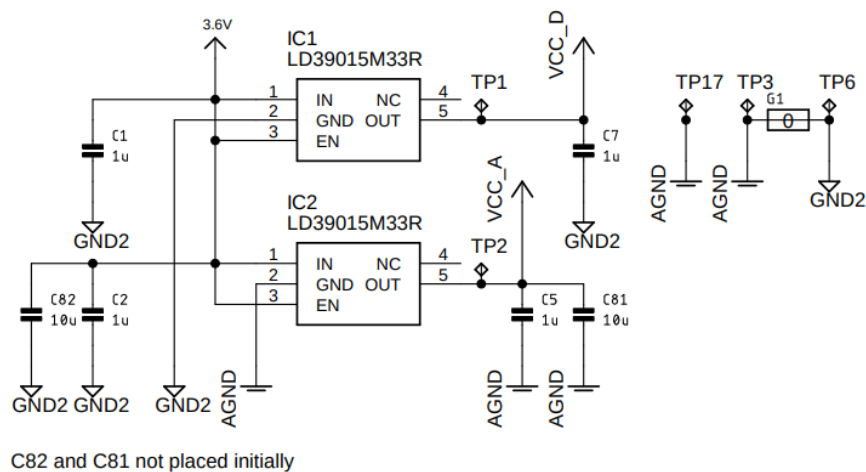 3.6V
IC1
LD39015M33R
1 IN NC 4
2 GND OUT 5
3 EN
TP1
VCC_D
C1
1u
GND2
C7
1u
GND2
TP17
AGND
TP3
AGND
G1
0
TP6
GND2
IC2
LD39015M33R
1 IN NC 4
2 GND OUT 5
3 EN
TP2
VCC_A
C82
10u
GND2
C2
1u
GND2
GND2
AGND
C5
1u
AGND
C81
10u
AGND
C82 and C81 not placed initially